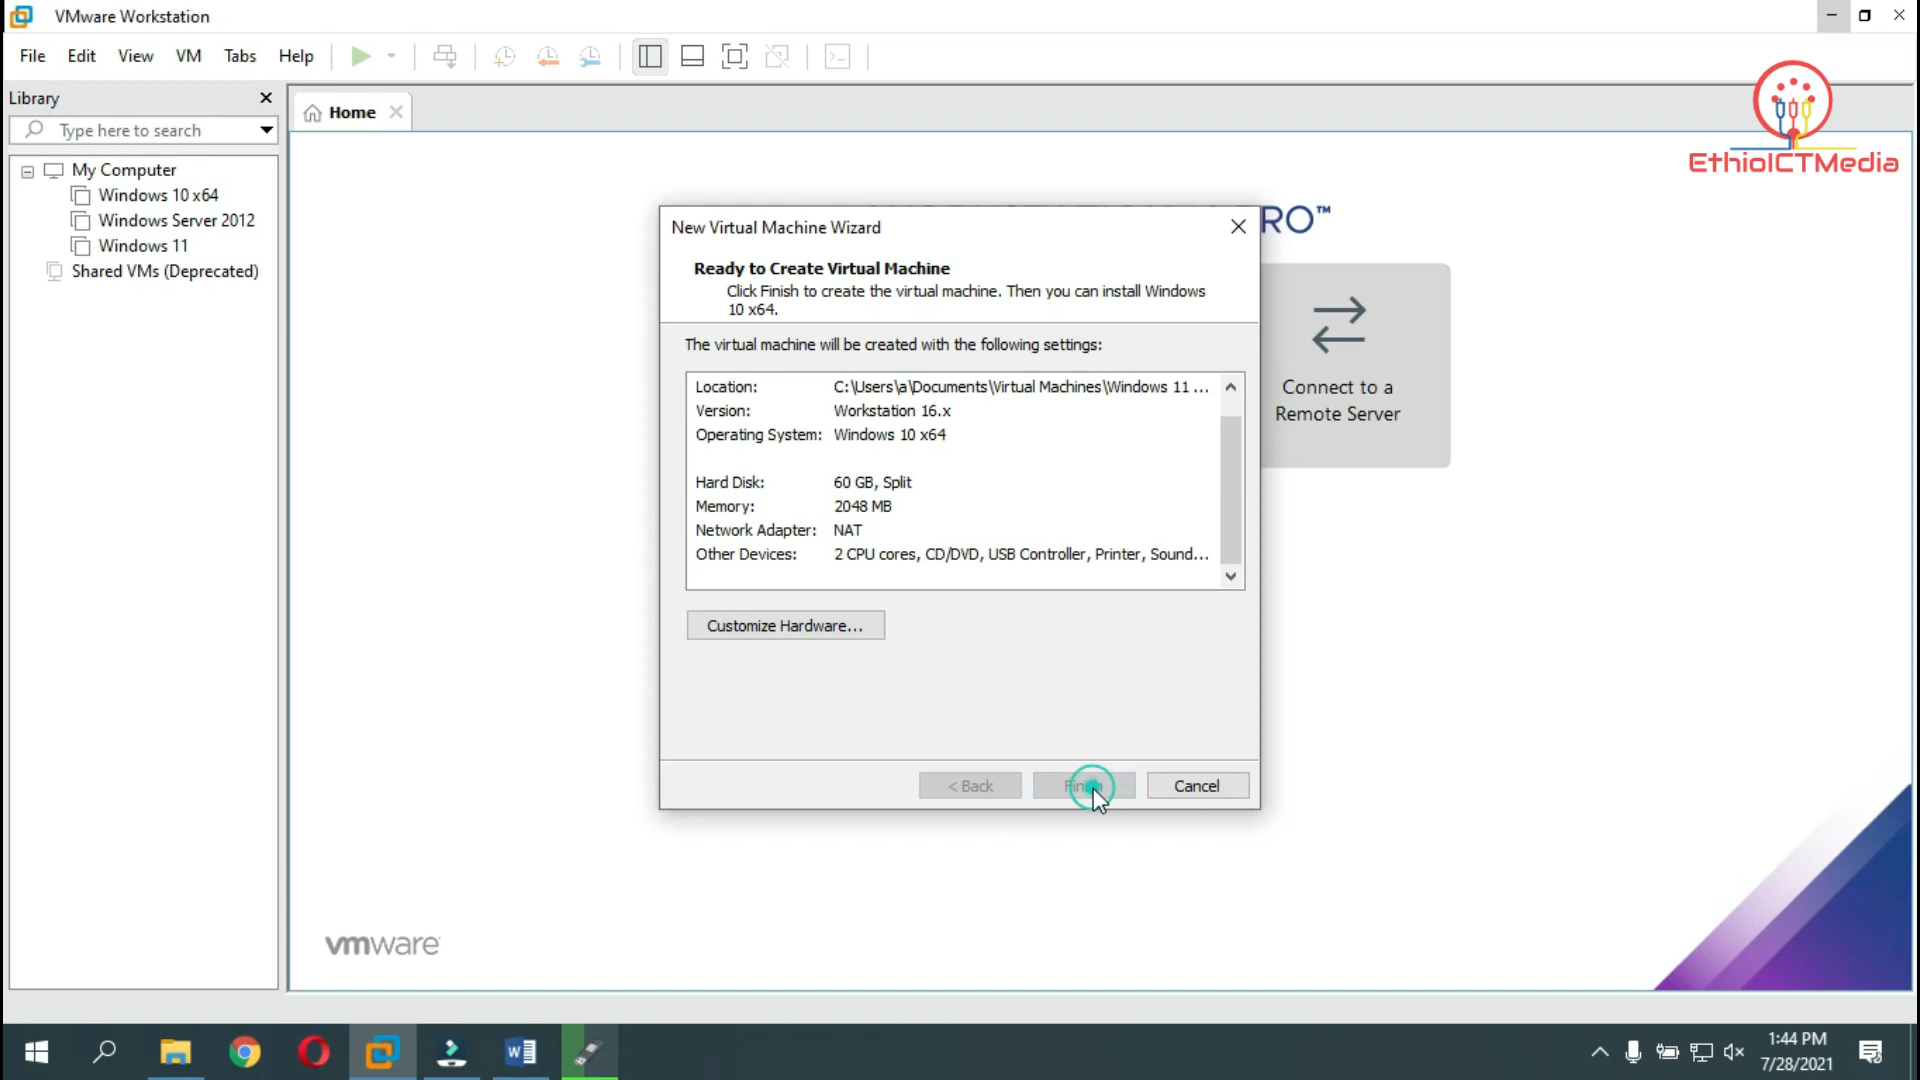 VMware Workstation
File Edit View VM Tabs Help
Library
Type here to search
My Computer
Windows 10 x64
Windows Server 2012
Windows 11
Shared VMs (Deprecated)
Home
EthioICTMedia
RO™
Connect to a
Remote Server
New Virtual Machine Wizard
Ready to Create Virtual Machine
Click Finish to create the virtual machine. Then you can install Windows
10 x64.
The virtual machine will be created with the following settings:
Location: C:\Users\a\Documents\Virtual Machines\Windows 11 ...
Version: Workstation 16.x
Operating System: Windows 10 x64
Hard Disk: 60 GB, Split
Memory: 2048 MB
Network Adapter: NAT
Other Devices: 2 CPU cores, CD/DVD, USB Controller, Printer, Sound...
Customize Hardware...
< Back Finish Cancel
vmware
1:44 PM
7/28/2021